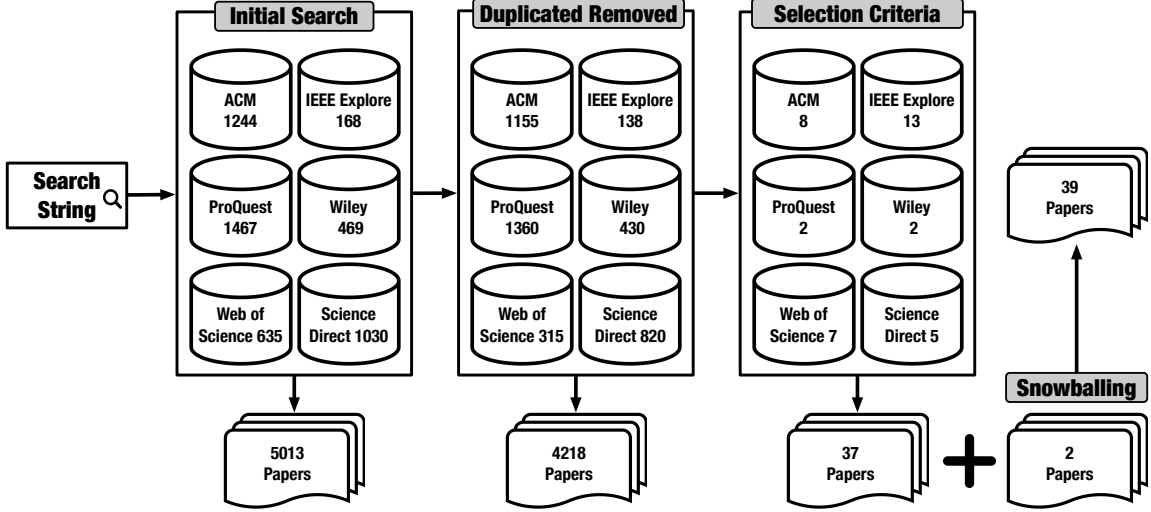 Search
String
Initial Search
ACM
1244
IEEE Explore
168
ProQuest
1467
Wiley
469
Web of
Science 635
Science
Direct 1030
5013
Papers
Duplicated Removed
ACM
1155
IEEE Explore
138
ProQuest
1360
Wiley
430
Web of
Science 315
Science
Direct 820
4218
Papers
Selection Criteria
ACM
8
IEEE Explore
13
ProQuest
2
Wiley
2
Web of
Science 7
Science
Direct 5
37
Papers
Snowballing
2
Papers
39
Papers